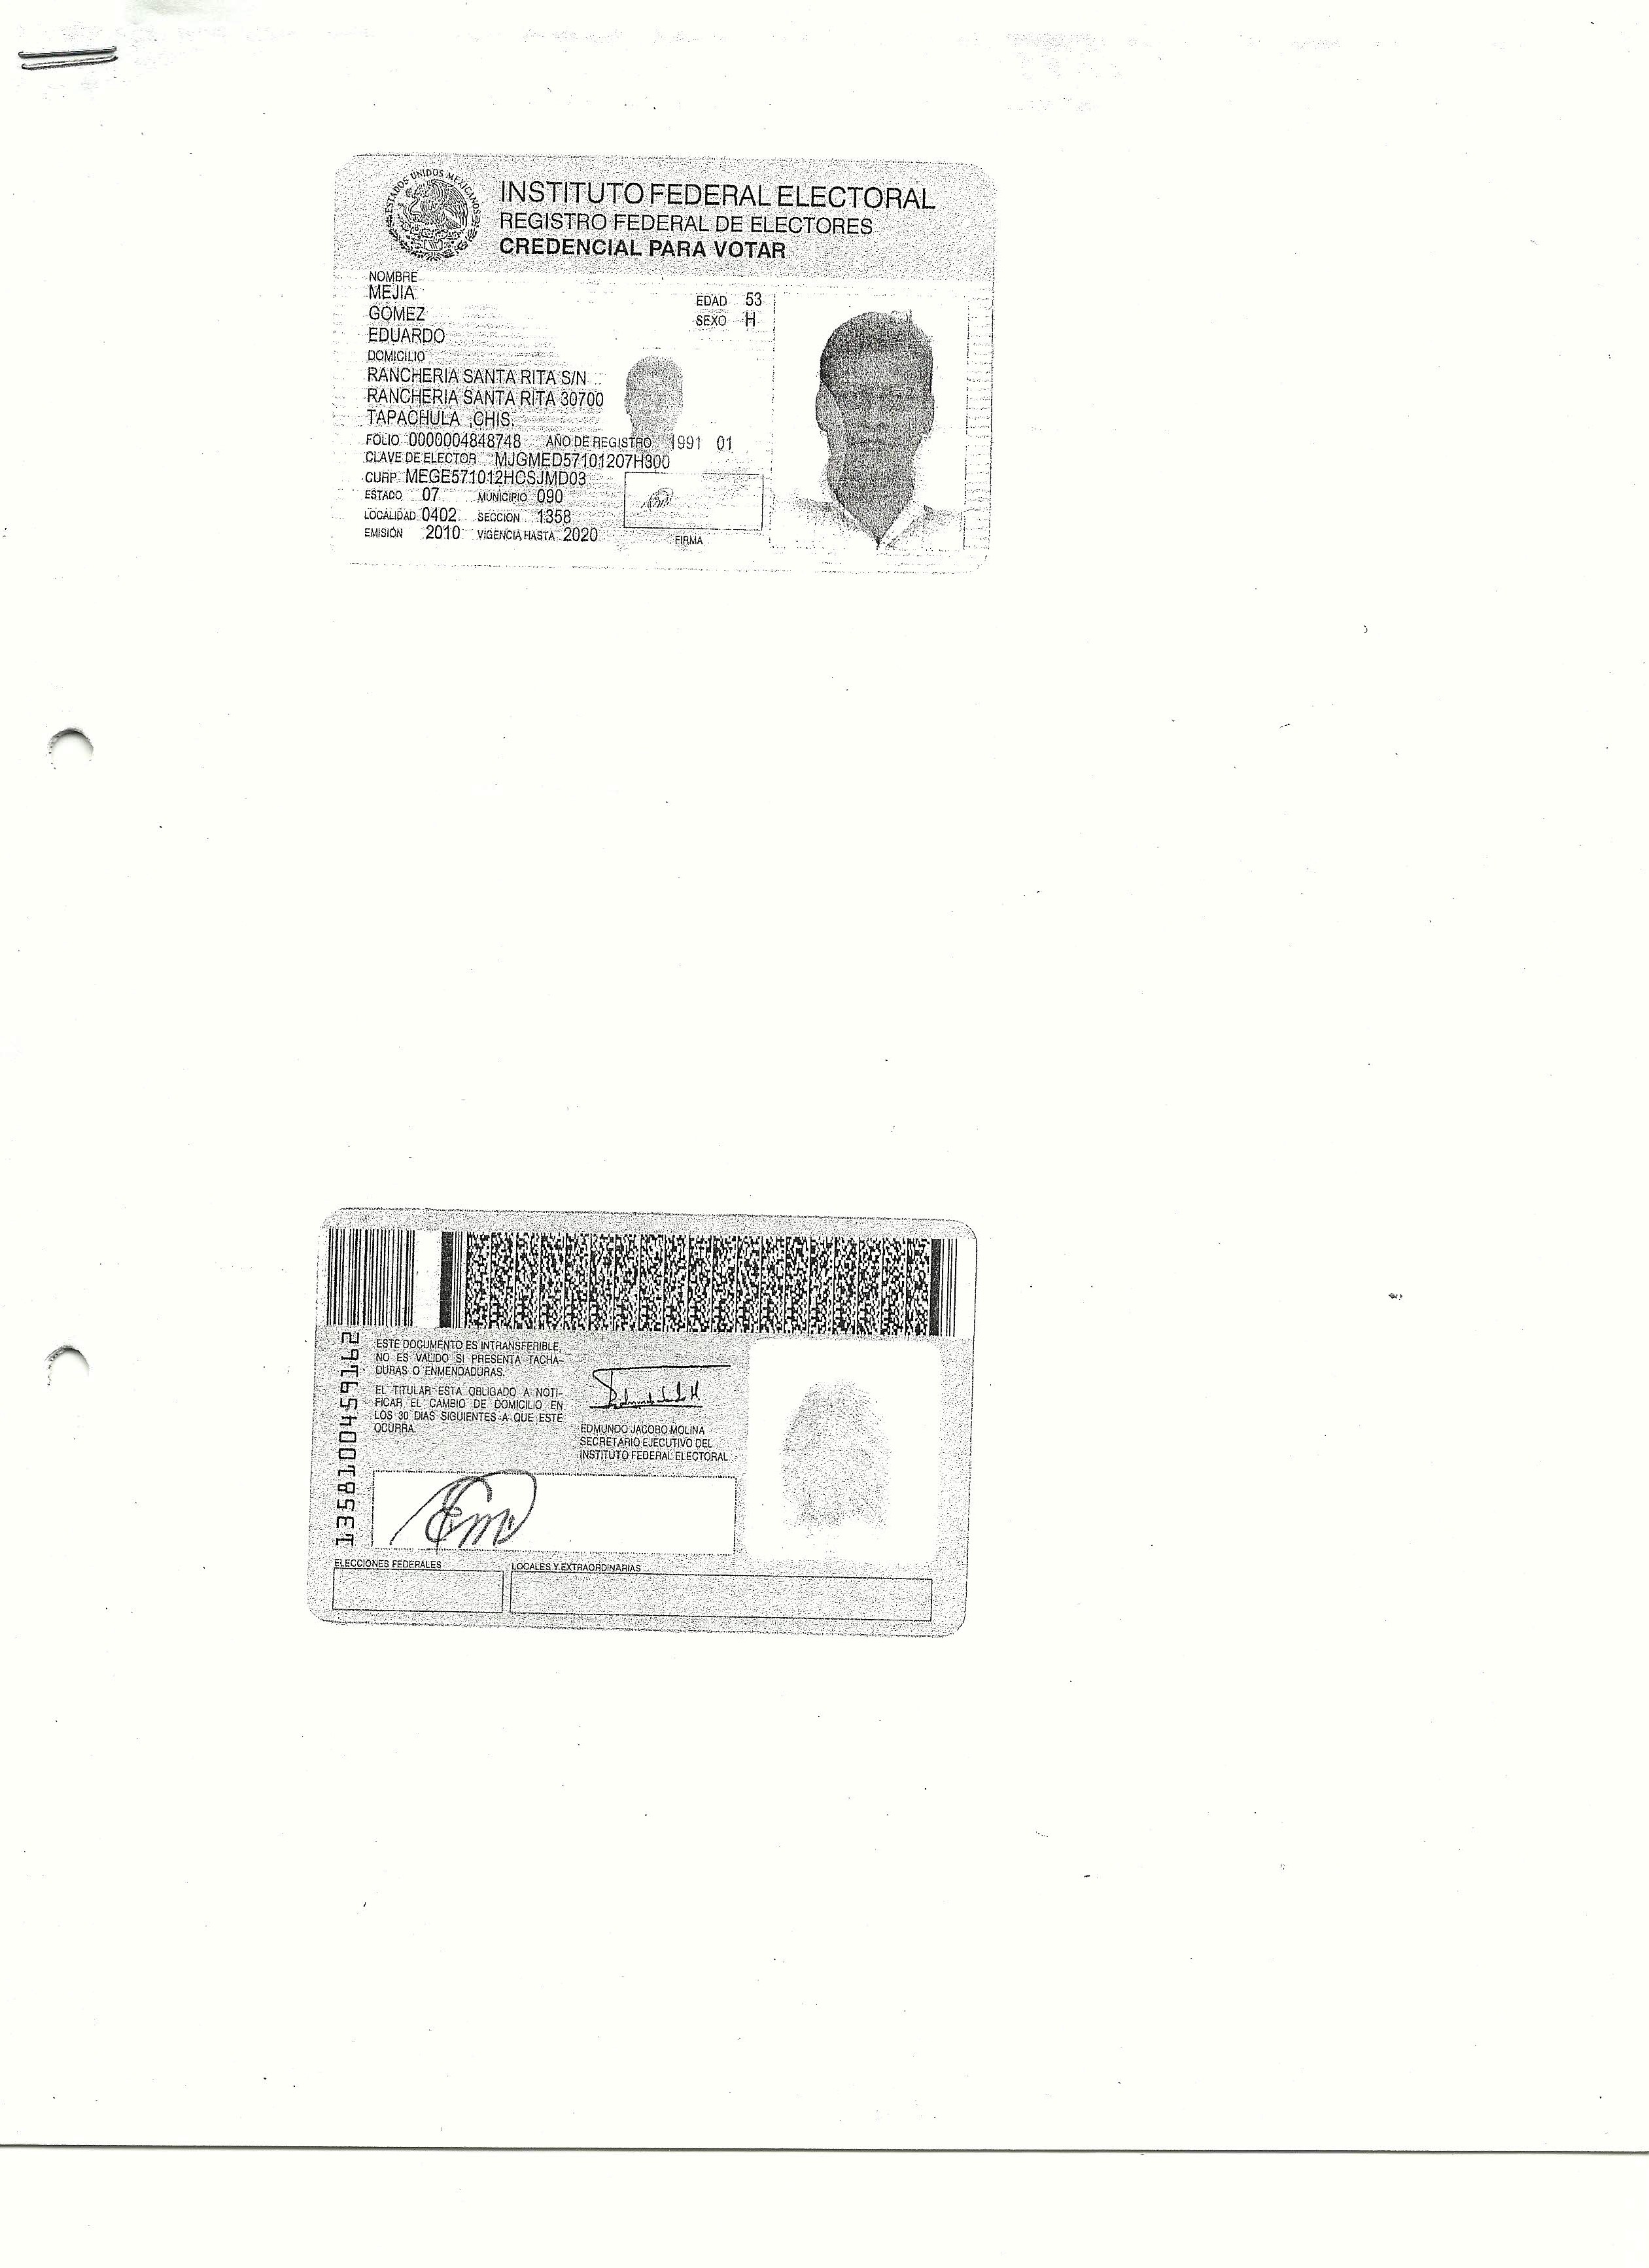 ESTADOS UNIDOS MEXICANOS
INSTITUTO FEDERAL ELECTORAL
REGISTRO FEDERAL DE ELECTORES
CREDENCIAL PARA VOTAR
NOMBRE
MEJIA
GOMEZ
EDUARDO
EDAD 53
SEXO H
DOMICILIO
RANCHERIA SANTA RITA S/N
RANCHERIA SANTA RITA 30700
TAPACHULA ,CHIS.
FOLIO 0000004848748 AÑO DE REGISTRO 1991 01
CLAVE DE ELECTOR MJGMED57101207H300
CURP MEGE571012HCSJMD03
ESTADO 07 MUNICIPIO 090
LOCALIDAD 0402 SECCION 1358
EMISIÓN 2010 VIGENCIA HASTA 2020
FIRMA
ESTE DOCUMENTO ES INTRANSFERIBLE,
NO ES VALIDO SI PRESENTA TACHA-
DURAS O ENMENDADURAS.
EL TITULAR ESTA OBLIGADO A NOTI-
FICAR EL CAMBIO DE DOMICILIO EN
LOS 30 DIAS SIGUIENTES A QUE ESTE
OCURRA.
EDMUNDO JACOBO MOLINA
SECRETARIO EJECUTIVO DEL
INSTITUTO FEDERAL ELECTORAL
1358100459162
ELECCIONES FEDERALES
LOCALES Y EXTRAORDINARIAS